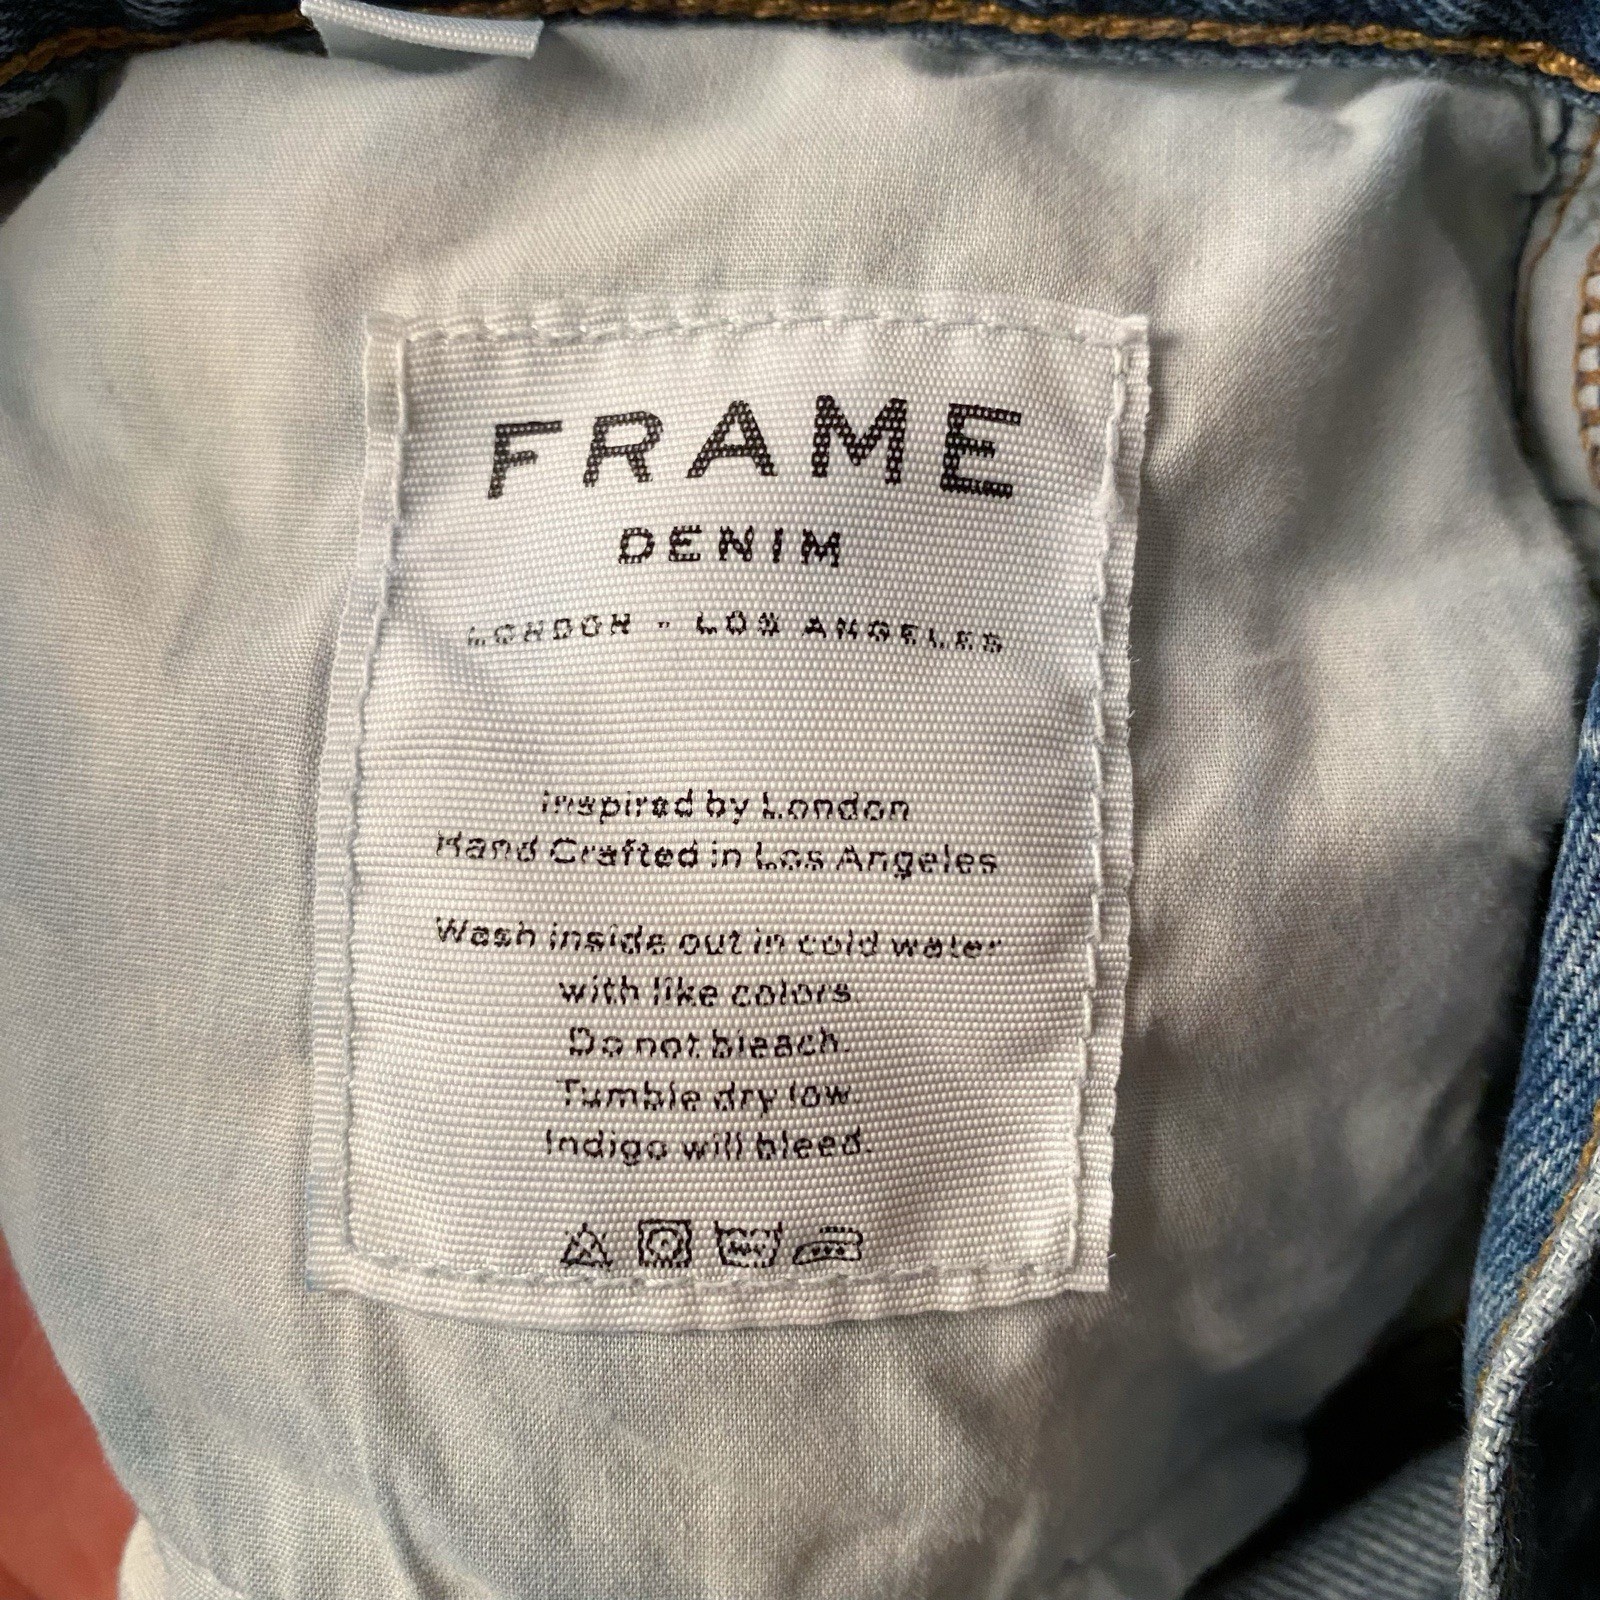 FRAME
DENIM
LONDON - LOS ANGELES
Inspired by London
Hand Crafted in Los Angeles
Wash inside out in cold water
with like colors.
Do not bleach.
Tumble dry low.
Indigo will bleed.